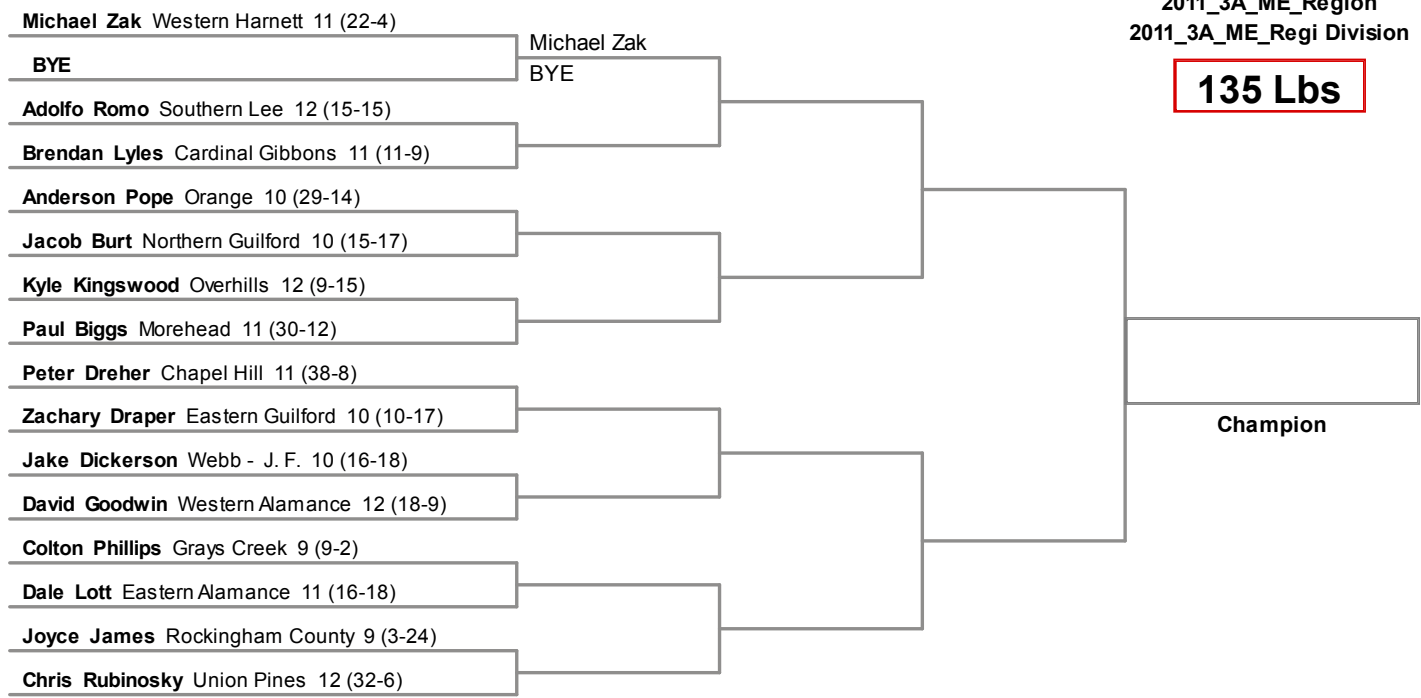 2011_3A_ME_Region
2011_3A_ME_Regi Division
135 Lbs
Michael Zak Western Harnett 11 (22-4)
BYE
Michael Zak
BYE
Adolfo Romo Southern Lee 12 (15-15)
Brendan Lyles Cardinal Gibbons 11 (11-9)
Anderson Pope Orange 10 (29-14)
Jacob Burt Northern Guilford 10 (15-17)
Kyle Kingswood Overhills 12 (9-15)
Paul Biggs Morehead 11 (30-12)
Peter Dreher Chapel Hill 11 (38-8)
Zachary Draper Eastern Guilford 10 (10-17)
Jake Dickerson Webb - J. F. 10 (16-18)
David Goodwin Western Alamance 12 (18-9)
Colton Phillips Grays Creek 9 (9-2)
Dale Lott Eastern Alamance 11 (16-18)
Joyce James Rockingham County 9 (3-24)
Chris Rubinosky Union Pines 12 (32-6)
Champion